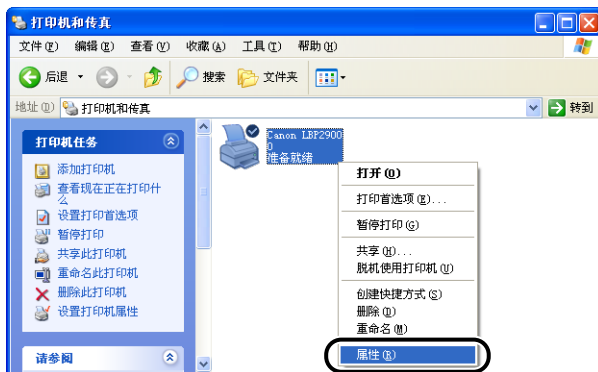 打印机和传真
文件(F) 编辑(E) 查看(V) 收藏(A) 工具(T) 帮助(H)
后退 搜索 文件夹
地址(D) 打印机和传真 转到
打印机任务
添加打印机
查看现在正在打印什
么
设置打印首选项
暂停打印
共享此打印机
重命名此打印机
删除此打印机
设置打印机属性
请参阅
Canon LBP2900
0
准备就绪
打开(O)
打印首选项(E)...
暂停打印(G)
共享(H)...
脱机使用打印机(U)
创建快捷方式(S)
删除(D)
重命名(M)
属性(R)